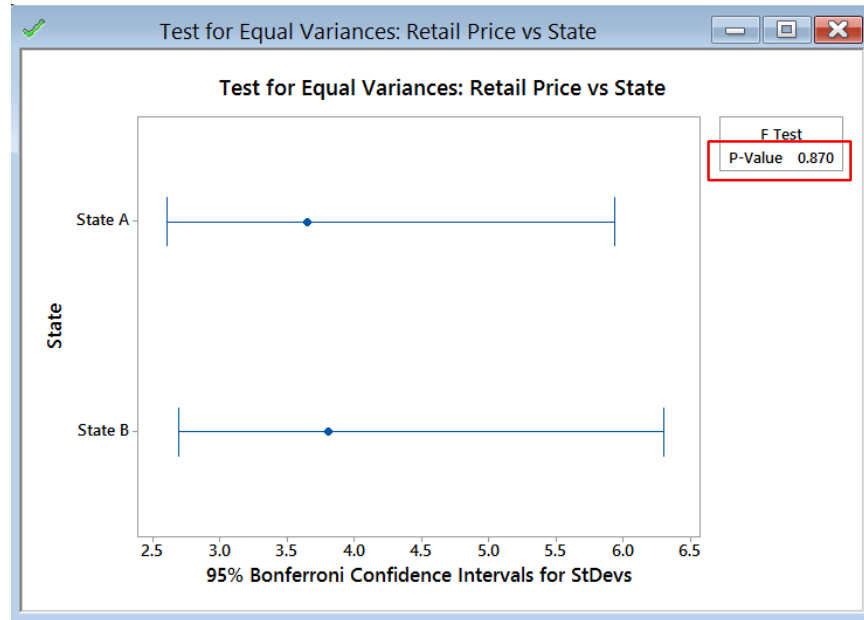 Test for Equal Variances: Retail Price vs State
Test for Equal Variances: Retail Price vs State
F Test
P-Value 0.870
State A
State
State B
2.5 3.0 3.5 4.0 4.5 5.0 5.5 6.0 6.5
95% Bonferroni Confidence Intervals for StDevs